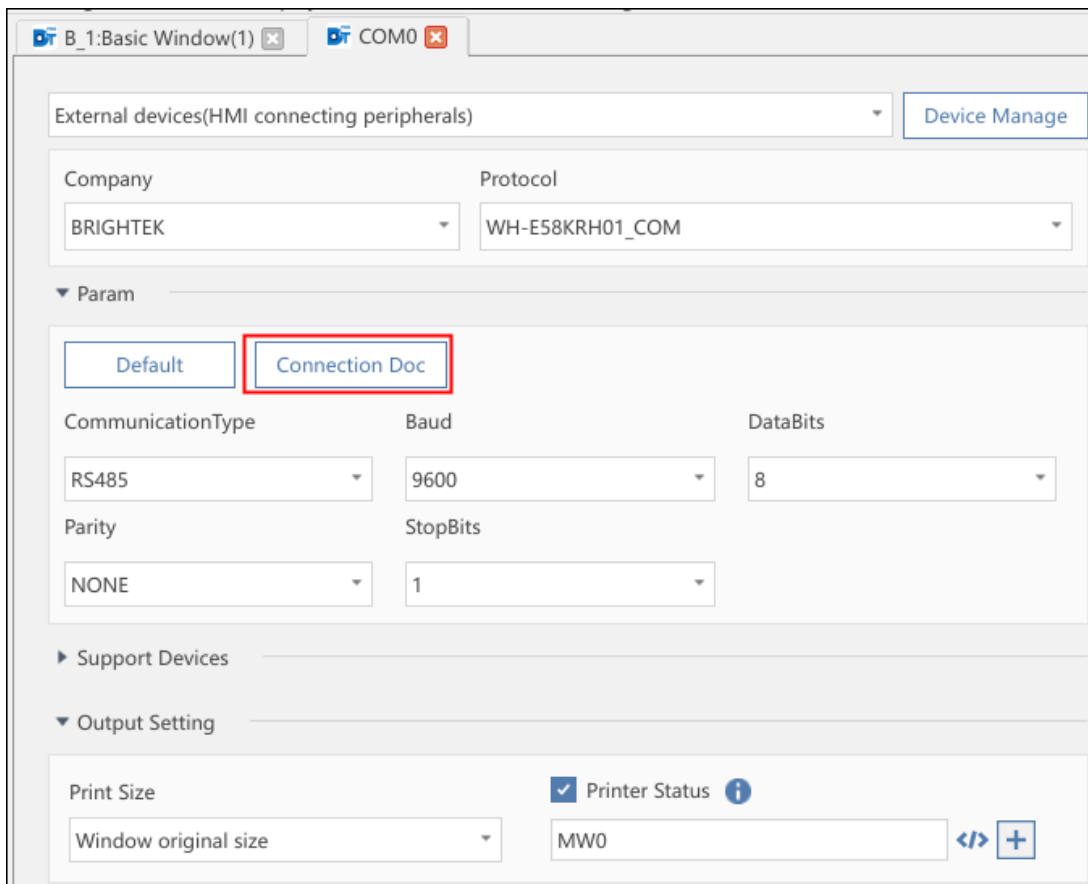 B_1:Basic Window(1)
COM0
External devices(HMI connecting peripherals)
Device Manage
Company
Protocol
BRIGHTEK
WH-E58KRH01_COM
Param
Default
Connection Doc
CommunicationType
Baud
DataBits
RS485
9600
8
Parity
StopBits
NONE
1
Support Devices
Output Setting
Print Size
Printer Status
Window original size
MW0